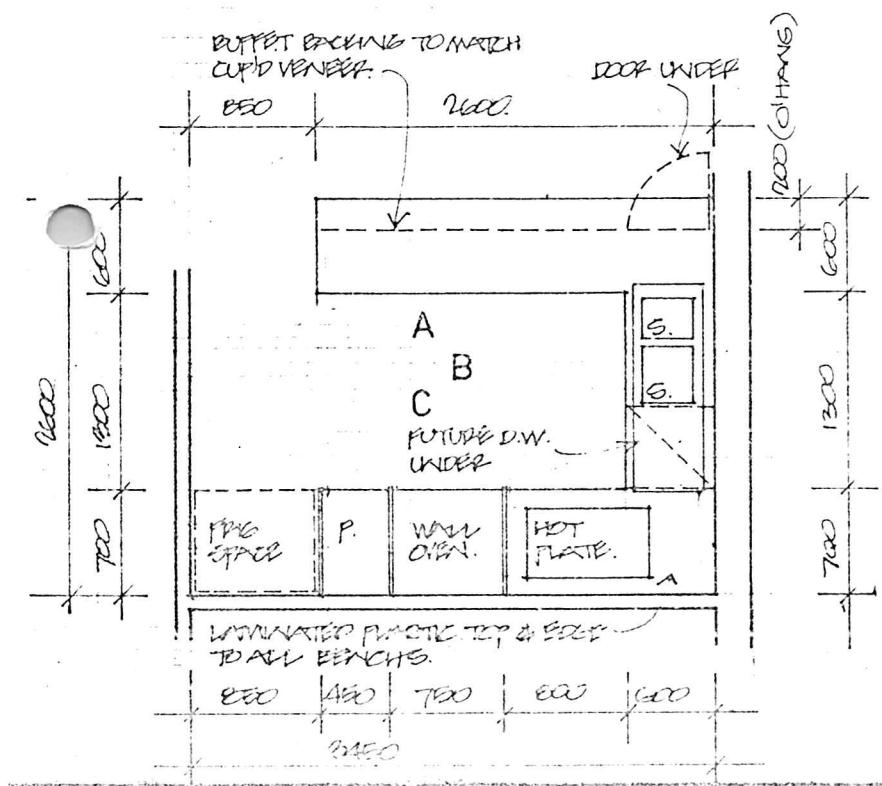 BUFFET BACKING TO MATCH
CUP'D VENEER
DOOR UNDER
850
2600.
200 (O'HANG)
600
600
A
B
C
S.
S.
2600
1300
1300
FUTURE D.W.
UNDER
700
700
FRIG
SPACE
P.
WALL
OVEN.
HOT
PLATE.
A
LAMINATED PLASTIC TOP & EDGE
TO ALL BENCHS.
850
450
750
800
600
3450